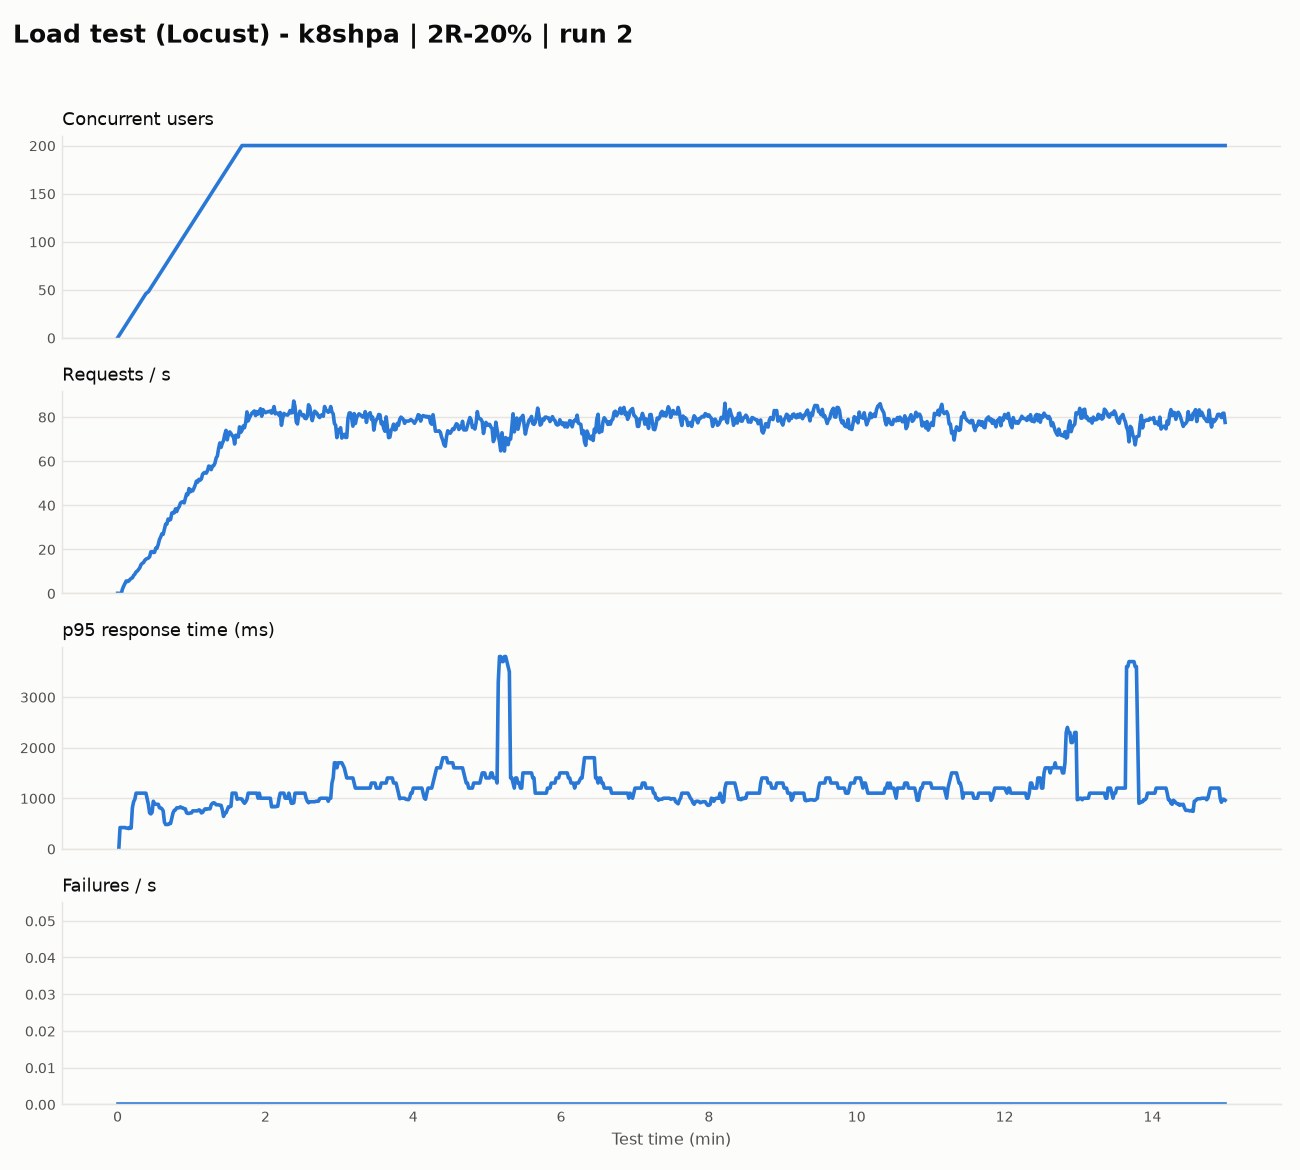 Load test (Locust) - k8shpa | 2R-20% | run 2
Concurrent users
200
150
100
50
0
Requests / s
80
60
40
20
0
p95 response time (ms)
3000
2000
1000
0
Failures / s
0.05
0.04
0.03
0.02
0.01
0.00
0 2 4 6 8 10 12 14
Test time (min)